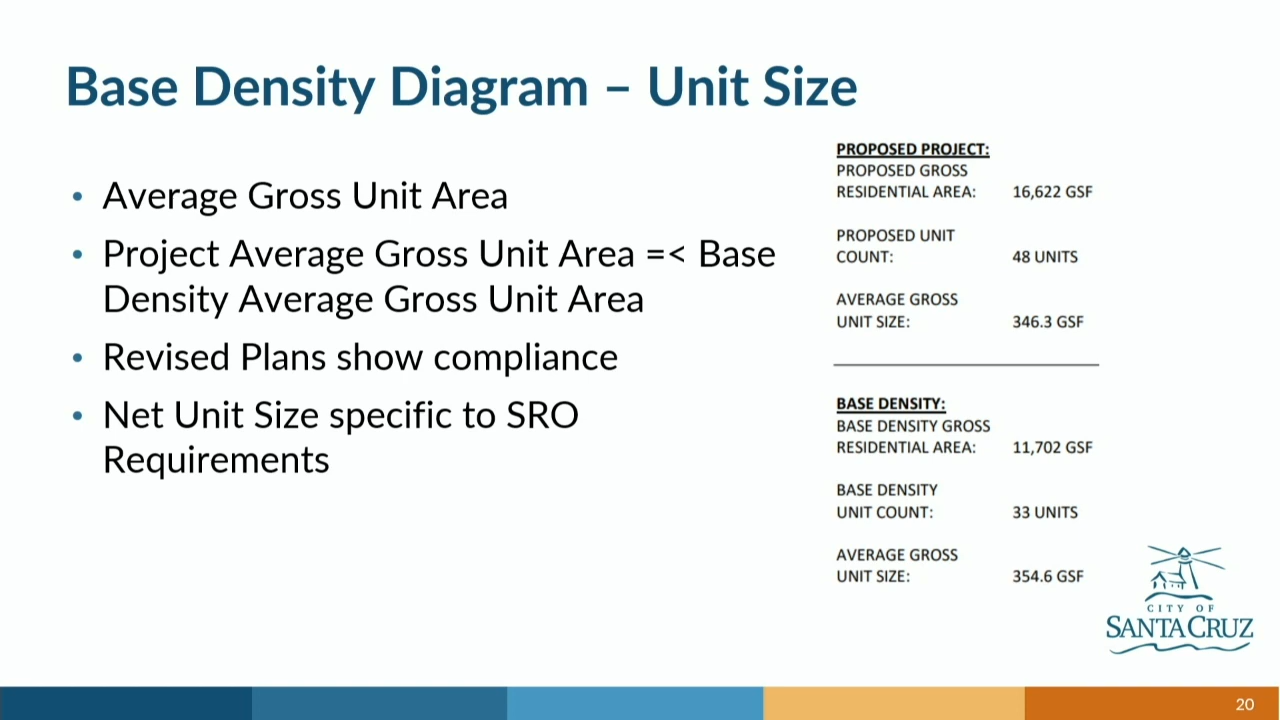 Base Density Diagram – Unit Size
• Average Gross Unit Area
• Project Average Gross Unit Area =< Base
Density Average Gross Unit Area
• Revised Plans show compliance
• Net Unit Size specific to SRO
Requirements
PROPOSED PROJECT:
PROPOSED GROSS
RESIDENTIAL AREA: 16,622 GSF
PROPOSED UNIT
COUNT: 48 UNITS
AVERAGE GROSS
UNIT SIZE: 346.3 GSF
BASE DENSITY:
BASE DENSITY GROSS
RESIDENTIAL AREA: 11,702 GSF
BASE DENSITY
UNIT COUNT: 33 UNITS
AVERAGE GROSS
UNIT SIZE: 354.6 GSF
CITY OF
SANTA CRUZ
20